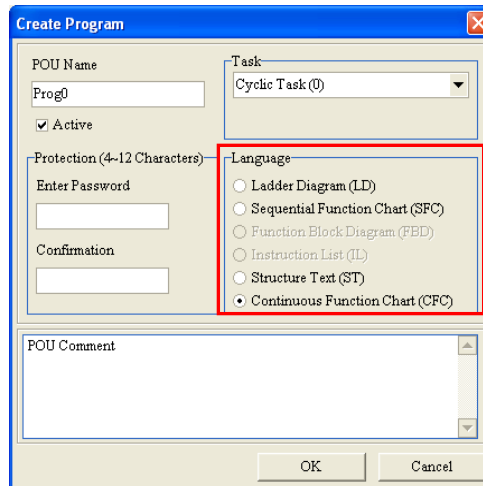 Create Program
POU Name
Prog0
Active
Task
Cyclic Task (0)
Protection (4~12 Characters)
Enter Password
Confirmation
Language
Ladder Diagram (LD)
Sequential Function Chart (SFC)
Function Block Diagram (FBD)
Instruction List (IL)
Structure Text (ST)
Continuous Function Chart (CFC)
POU Comment
OK
Cancel